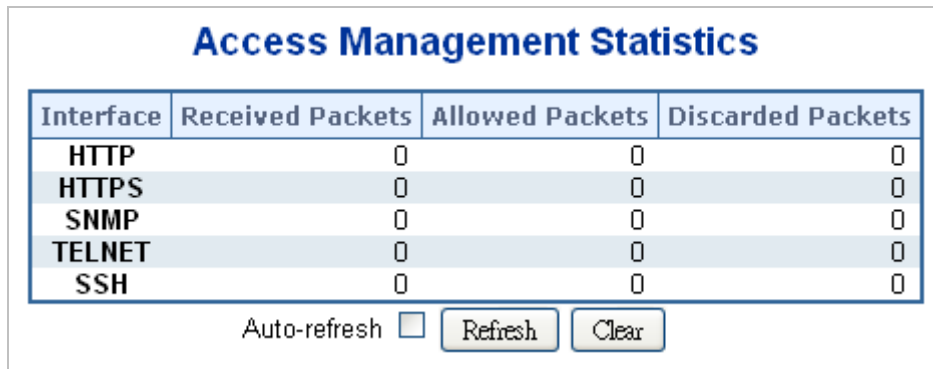 Access Management Statistics
Interface Received Packets Allowed Packets Discarded Packets
HTTP 0 0 0
HTTPS 0 0 0
SNMP 0 0 0
TELNET 0 0 0
SSH 0 0 0
Auto-refresh Refresh Clear